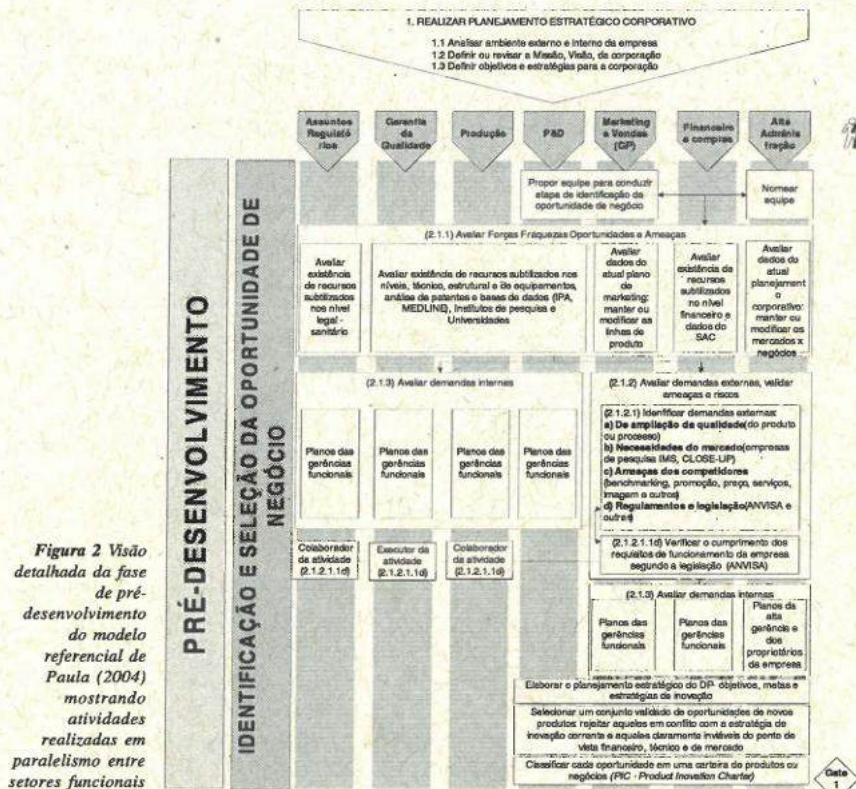 1. REALIZAR PLANEJAMENTO ESTRATÉGICO CORPORATIVO
1.1 Analisar ambiente externo e interno da empresa
1.2 Definir ou revisar a Missão, Visão, da corporação
1.3 Definir objetivos e estratégias para a corporação
Assuntos
Regulató
rios
Garantia
da
Qualidade
Produção
P&D
Marketing
e Vendas
(GP)
Financeiro
e compras
Alta
Adminis
tração
Propor equipe para conduzir
etapa de identificação da
oportunidade de negócio
Nomear
equipe
(2.1.1) Avaliar Forças Fraquezas Oportunidades e Ameaças
Avaliar
existência
de recursos
subtilizados
nos nível
legal -
sanitário
Avaliar existência de recursos subtilizados nos
níveis, técnico, estrutural e de equipamentos,
análise de patentes e bases de dados (IPA,
MEDLINE), Institutos de pesquisa e
Universidades
Avaliar
dados do
atual plano
de
marketing:
manter ou
modificar as
linhas de
produto
Avaliar
existência
de recursos
subtilizados
no nível
financeiro e
dados do
SAC
Avaliar
dados do
atual
planejament
o
corporativo:
manter ou
modificar os
mercados x
negócios
(2.1.3) Avaliar demandas internas
Planos das
gerências
funcionais
Planos das
gerências
funcionais
Planos das
gerências
funcionais
Planos das
gerências
funcionais
(2.1.2) Avaliar demandas externas, validar
ameaças e riscos
(2.1.2.1) Identificar demandas externas:
a) De ampliação da qualidade(do produto
ou processo)
b) Necessidades do mercado(empresas
de pesquisa IMS, CLOSE-UP)
c) Ameaças dos competidores
(benchmarking, promoção, preço, serviços,
imagem e outros)
d) Regulamentos e legislação(ANVISA e
outras)
Colaborador
da atividade
(2.1.2.1.1d)
Executor da
atividade
(2.1.2.1.1d)
Colaborador
da atividade
(2.1.2.1.1d)
(2.1.2.1.1d) Verificar o cumprimento dos
requisitos de funcionamento da empresa
segundo a legislação (ANVISA)
(2.1.3) Avaliar demandas internas
Planos das
gerências
funcionais
Planos das
gerências
funcionais
Planos da
alta
gerência e
dos
proprietários
da empresa
Elaborar o planejamento estratégico do DP- objetivos, metas e
estratégias de inovação
Selecionar um conjunto validado de oportunidades de novos
produtos rejeitar aqueles em conflito com a estratégia de
inovação corrente e aqueles claramente inviáveis do ponto de
vista financeiro, técnico e de mercado
Classificar cada oportunidade em uma carteira de produtos ou
negócios (PIC - Product Inovation Charter)
Gate
1
PRÉ-DESENVOLVIMENTO
IDENTIFICAÇÃO E SELEÇÃO DA OPORTUNIDADE DE
NEGÓCIO
Figura 2 Visão
detalhada da fase
de pré-
desenvolvimento
do modelo
referencial de
Paula (2004)
mostrando
atividades
realizadas em
paralelismo entre
setores funcionais